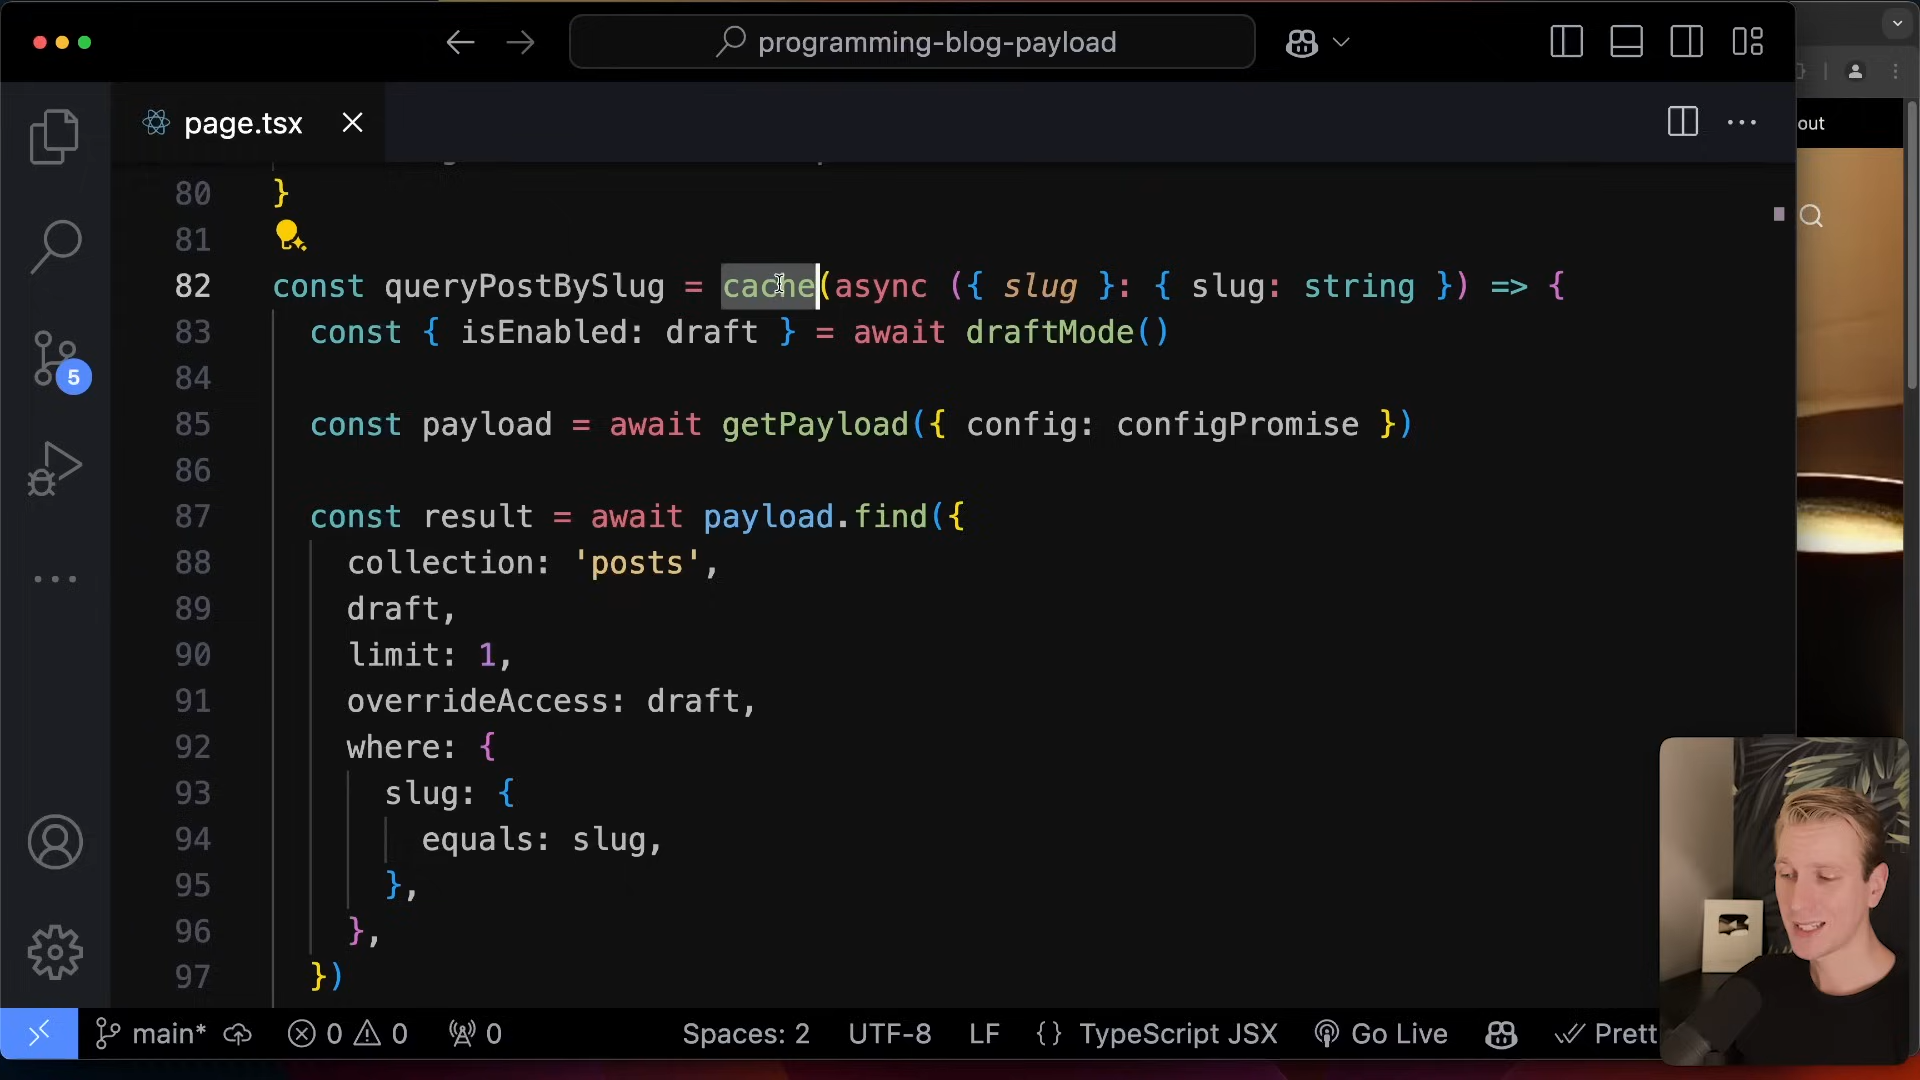 programming-blog-payload
page.tsx
out
80 }
81
82 const queryPostBySlug = cache(async ({ slug }: { slug: string }) => {
83 const { isEnabled: draft } = await draftMode()
84
85 const payload = await getPayload({ config: configPromise })
86
87 const result = await payload.find({
88 collection: 'posts',
89 draft,
90 limit: 1,
91 overrideAccess: draft,
92 where: {
93 slug: {
94 equals: slug,
95 },
96 },
97 })
5
main* 0 0 0 Spaces: 2 UTF-8 LF {} TypeScript JSX Go Live Prett